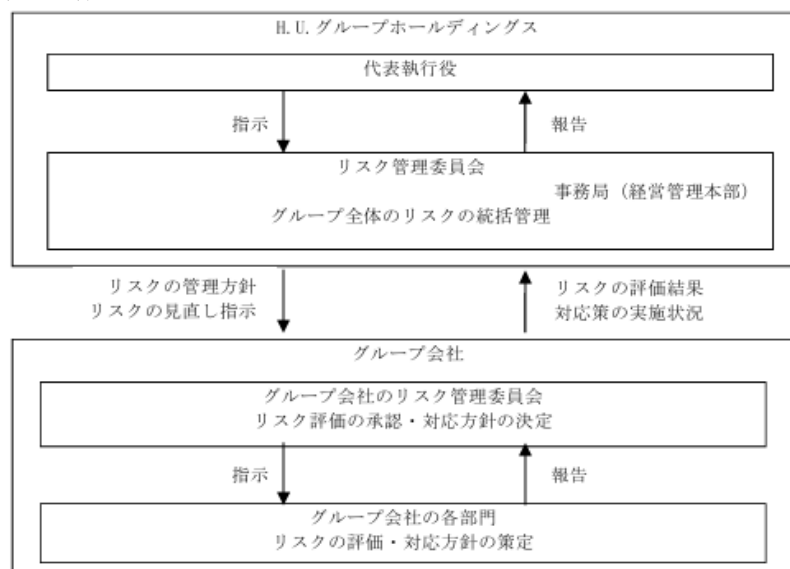 H.U.グループホールディングス
代表執行役
指示
報告
リスク管理委員会
事務局（経営管理本部）
グループ全体のリスクの統括管理
リスクの管理方針
リスクの見直し指示
リスクの評価結果
対応策の実施状況
グループ会社
グループ会社のリスク管理委員会
リスク評価の承認・対応方針の決定
指示
報告
グループ会社の各部門
リスクの評価・対応方針の策定